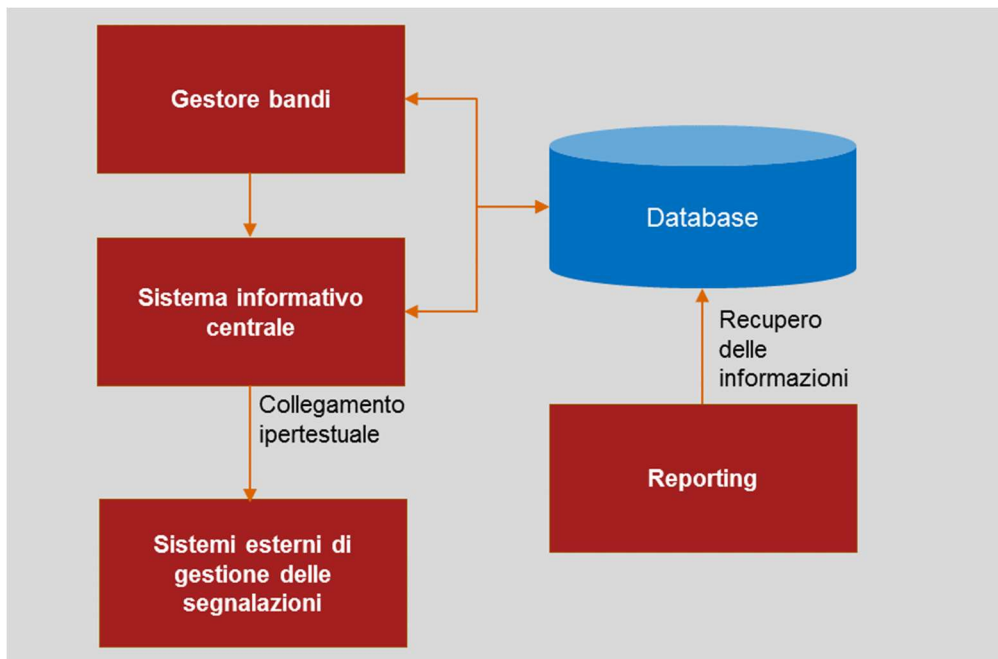 Gestore bandi
Database
Sistema informativo
centrale
Recupero
delle
informazioni
Collegamento
ipertestuale
Reporting
Sistemi esterni di
gestione delle
segnalazioni